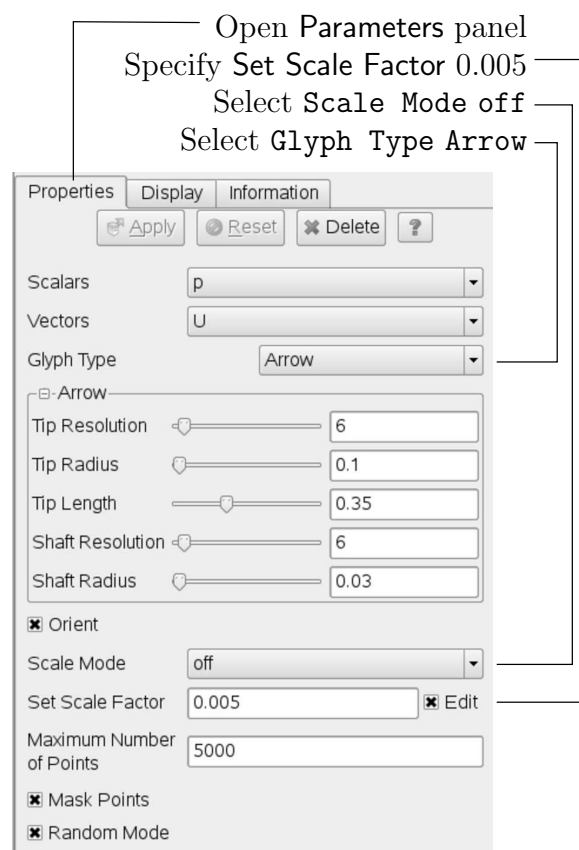 Open Parameters panel
Specify Set Scale Factor 0.005
Select Scale Mode off
Select Glyph Type Arrow
Properties Display Information
Apply Reset Delete ?
Scalars p
Vectors U
Glyph Type Arrow
Arrow
Tip Resolution 6
Tip Radius 0.1
Tip Length 0.35
Shaft Resolution 6
Shaft Radius 0.03
Orient
Scale Mode off
Set Scale Factor 0.005 Edit
Maximum Number
of Points 5000
Mask Points
Random Mode